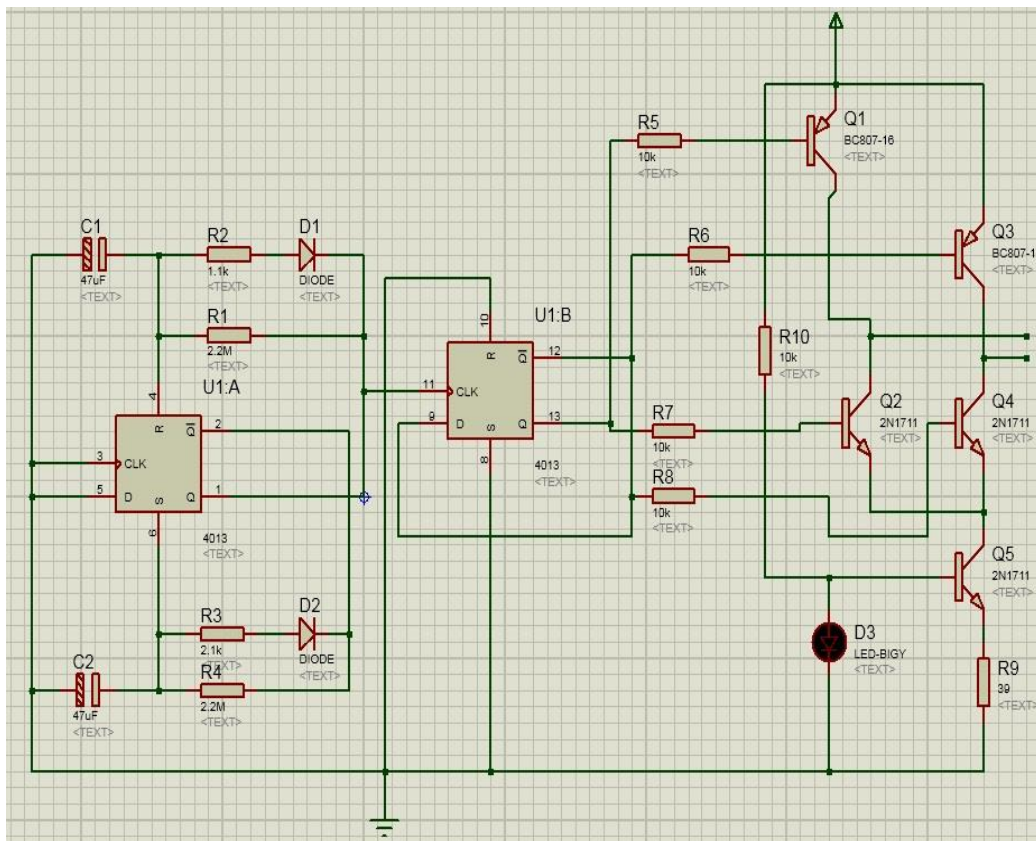 R5
10k
<TEXT>
Q1
BC807-16
<TEXT>
C1
47uF
<TEXT>
R2
1.1k
<TEXT>
D1
DIODE
<TEXT>
R6
10k
<TEXT>
Q3
BC807-1
<TEXT>
R1
2.2M
<TEXT>
U1:B
10
R
CLK
D
S
Q
Q
11
9
8
12
13
4013
<TEXT>
R10
10k
<TEXT>
U1:A
4
R
CLK
D
S
Q
Q
3
5
6
2
1
4013
<TEXT>
R7
10k
<TEXT>
Q2
2N1711
<TEXT>
Q4
2N1711
<TEXT>
R8
10k
<TEXT>
Q5
2N1711
<TEXT>
R3
2.1k
<TEXT>
D2
DIODE
<TEXT>
D3
LED-BIGY
<TEXT>
C2
47uF
<TEXT>
R4
2.2M
<TEXT>
R9
39
<TEXT>